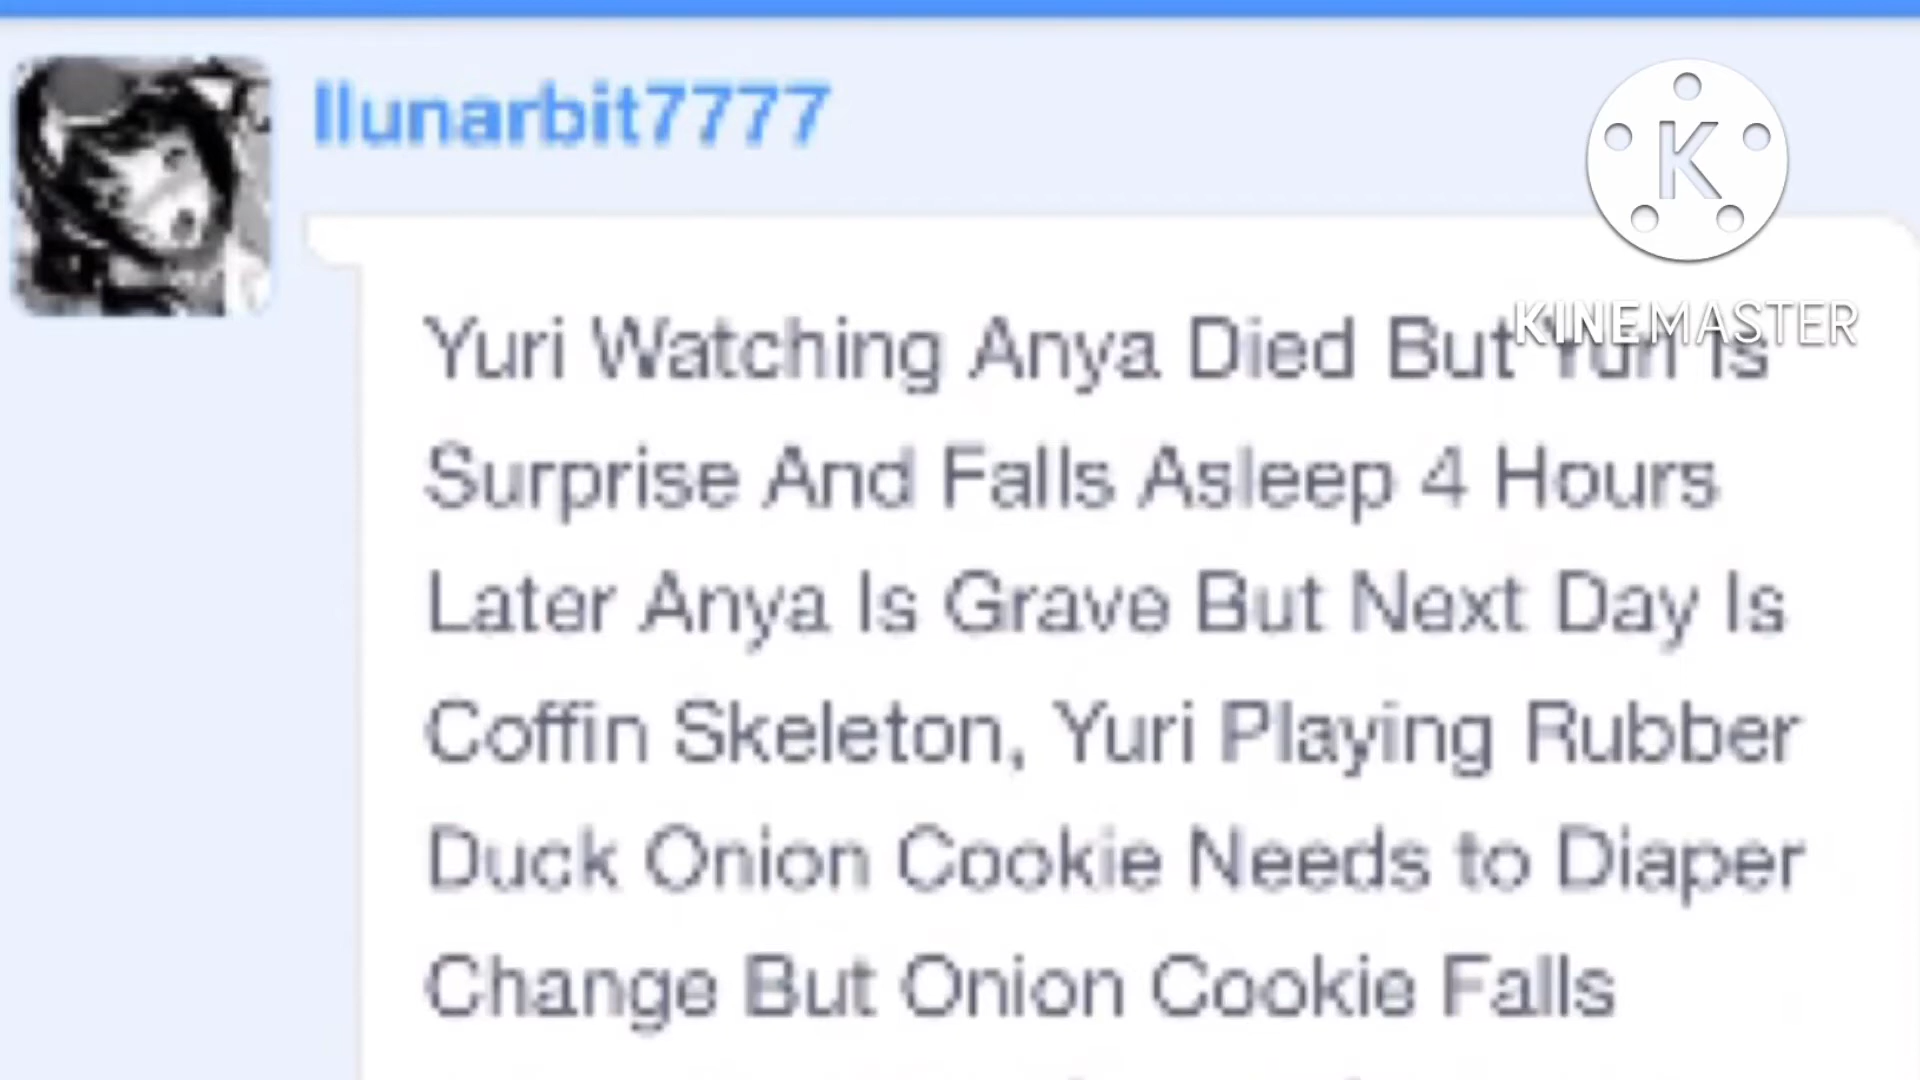 llunarbit7777
K
KINEMASTER
Yuri Watching Anya Died But Yuri Is
Surprise And Falls Asleep 4 Hours
Later Anya Is Grave But Next Day Is
Coffin Skeleton, Yuri Playing Rubber
Duck Onion Cookie Needs to Diaper
Change But Onion Cookie Falls